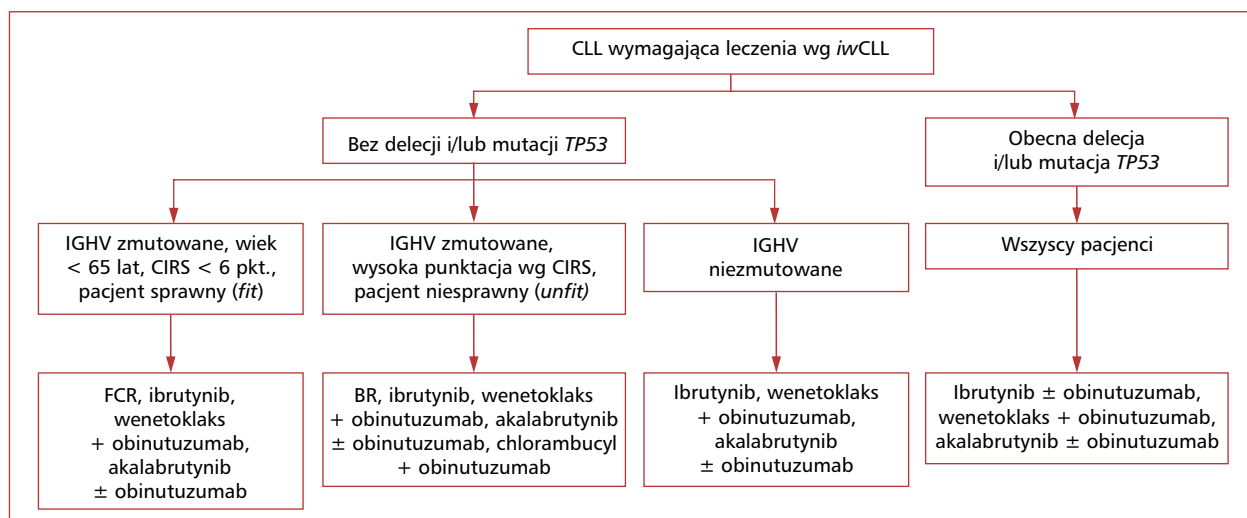 CLL wymagająca leczenia wg iwCLL
Bez delecji i/lub mutacji TP53
Obecna delecja
i/lub mutacja TP53
IGHV zmutowane, wiek
< 65 lat, CIRS < 6 pkt.,
pacjent sprawny (fit)
IGHV zmutowane,
wysoka punktacja wg CIRS,
pacjent niesprawny (unfit)
IGHV
niezmutowane
Wszyscy pacjenci
FCR, ibrutynib,
wenetoklaks
+ obinutuzumab,
akalabrutynib
± obinutuzumab
BR, ibrutynib, wenetoklaks
+ obinutuzumab, akalabrutynib
± obinutuzumab, chlorambucyl
+ obinutuzumab
Ibrutynib, wenetoklaks
+ obinutuzumab,
akalabrutynib
± obinutuzumab
Ibrutynib ± obinutuzumab,
wenetoklaks + obinutuzumab,
akalabrutynib ± obinutuzumab